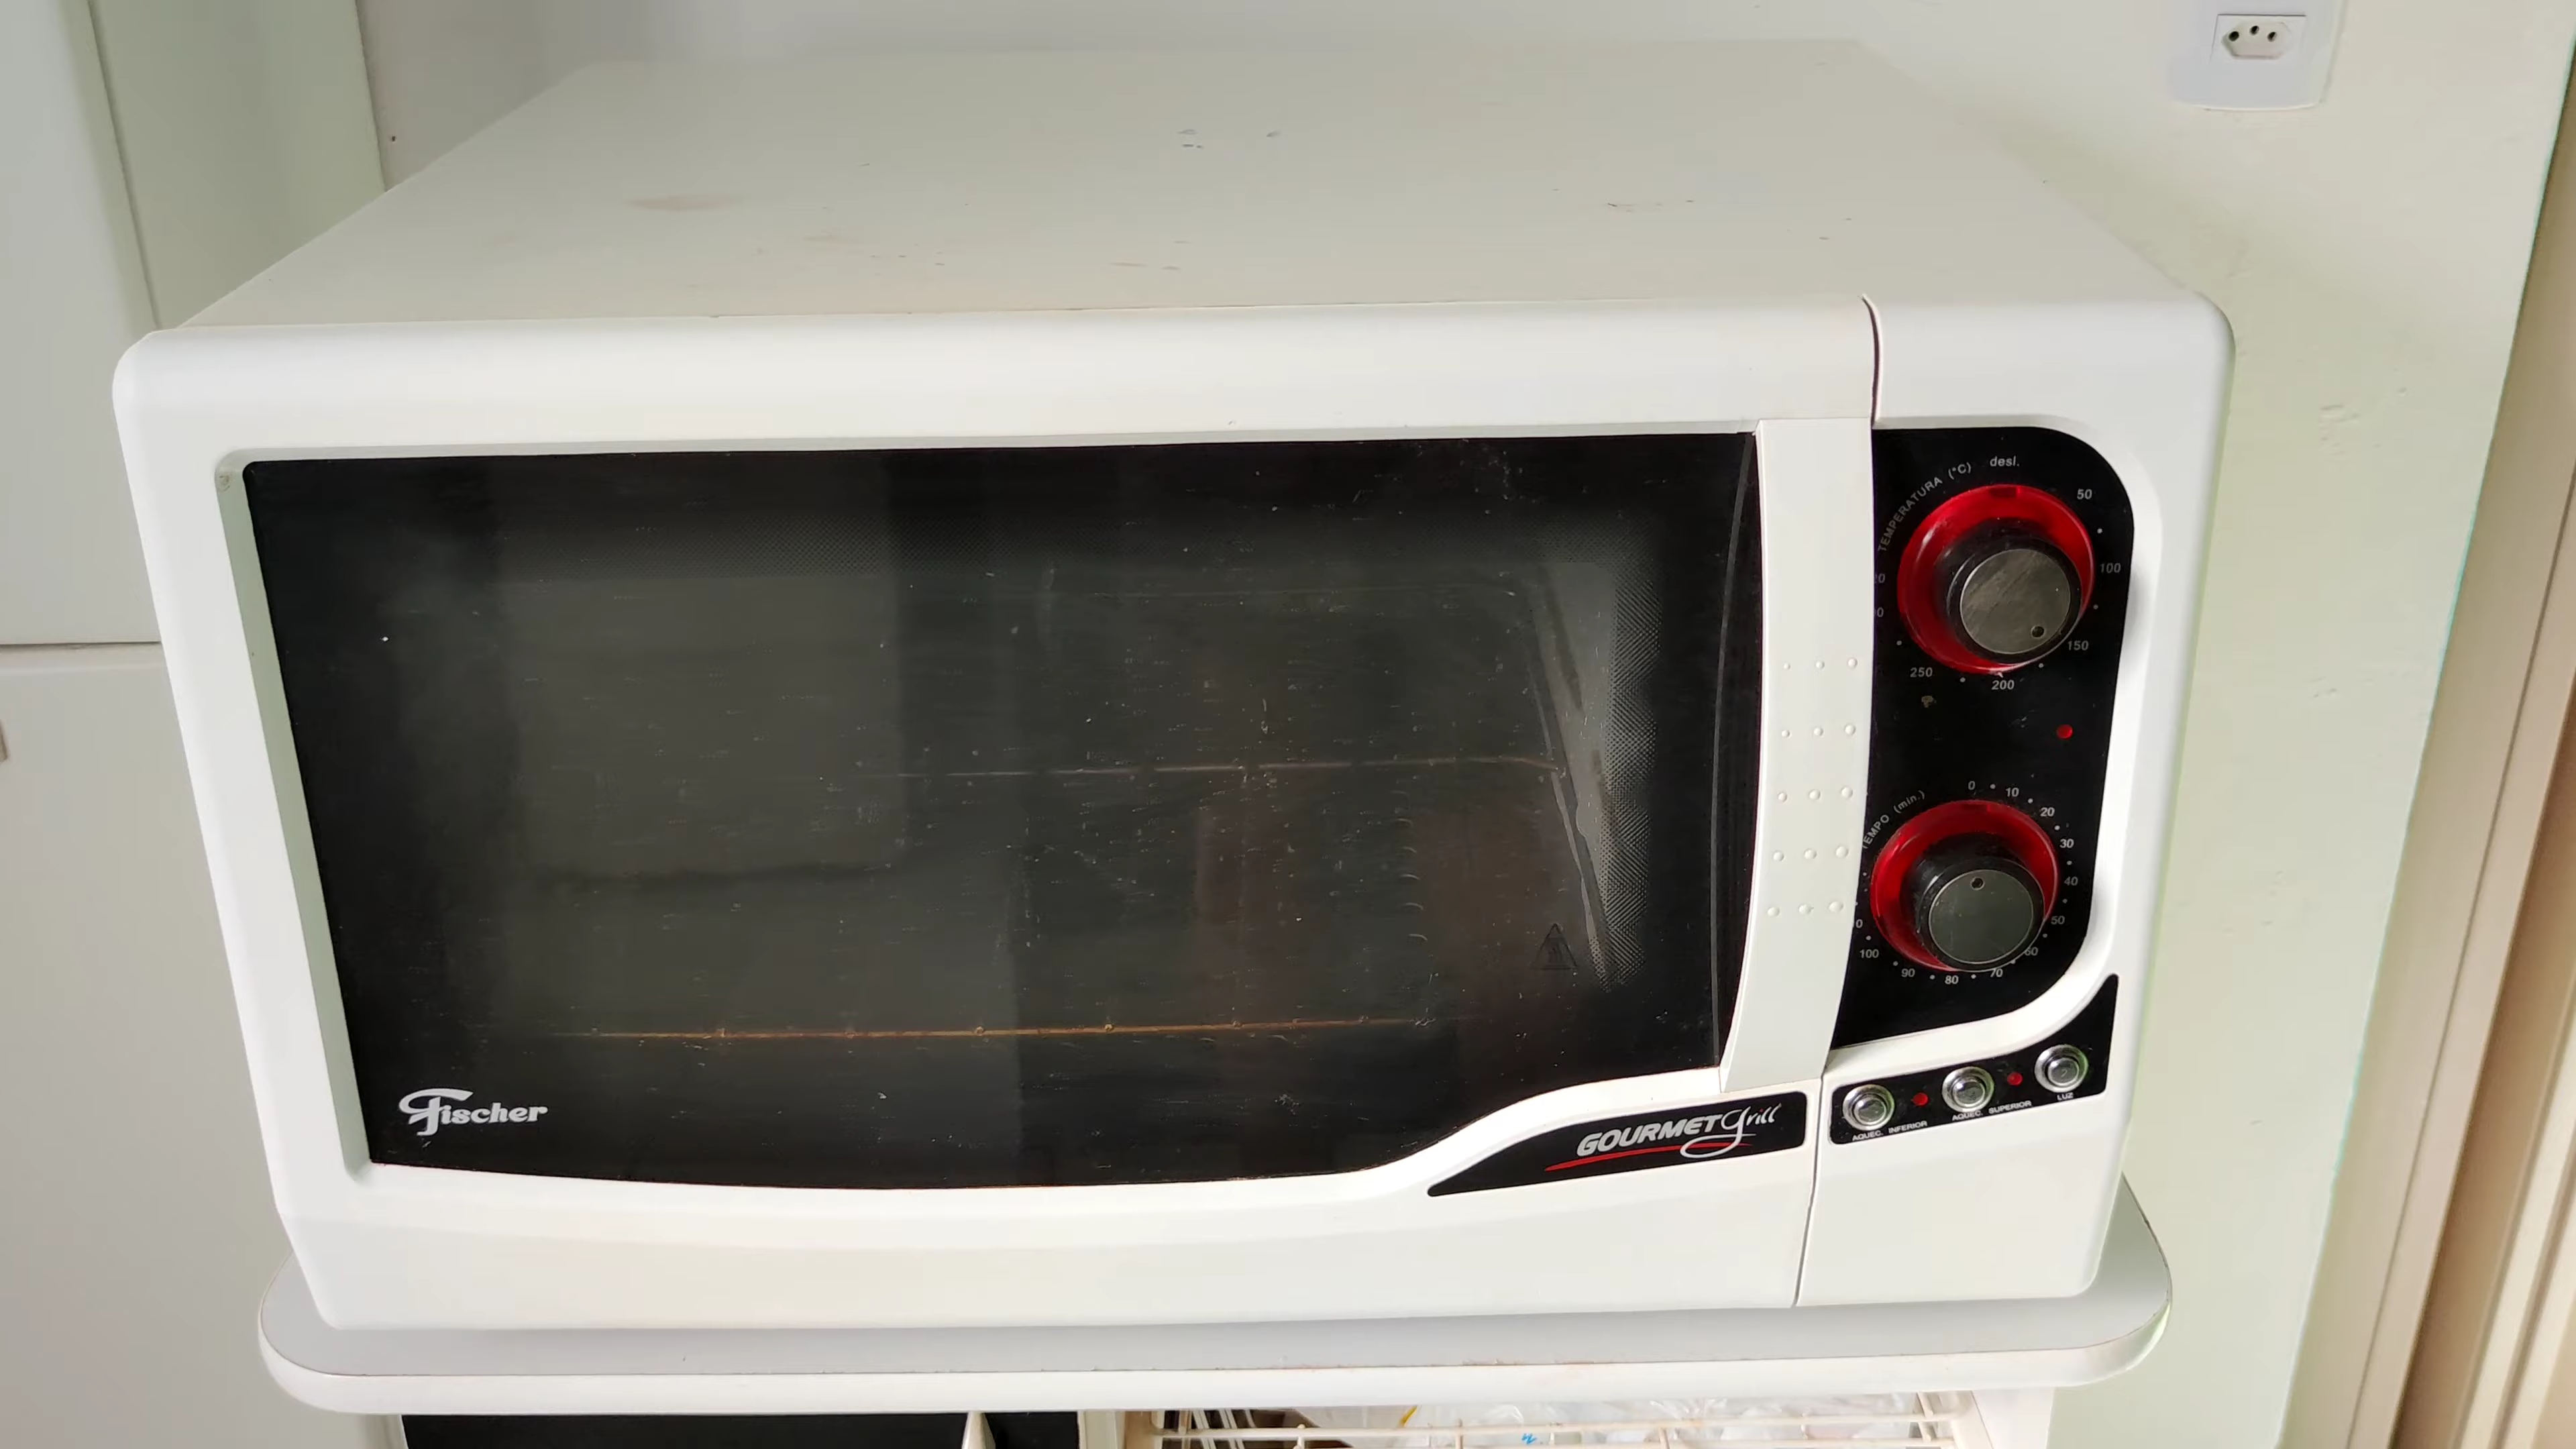 desl.
TEMPERATURA (°C)
50
100
150
200
250
TEMPO (min.)
0
10
20
30
40
50
60
70
80
90
100
Fischer
GOURMET grill
AQUEC. INFERIOR
AQUEC. SUPERIOR
LUZ